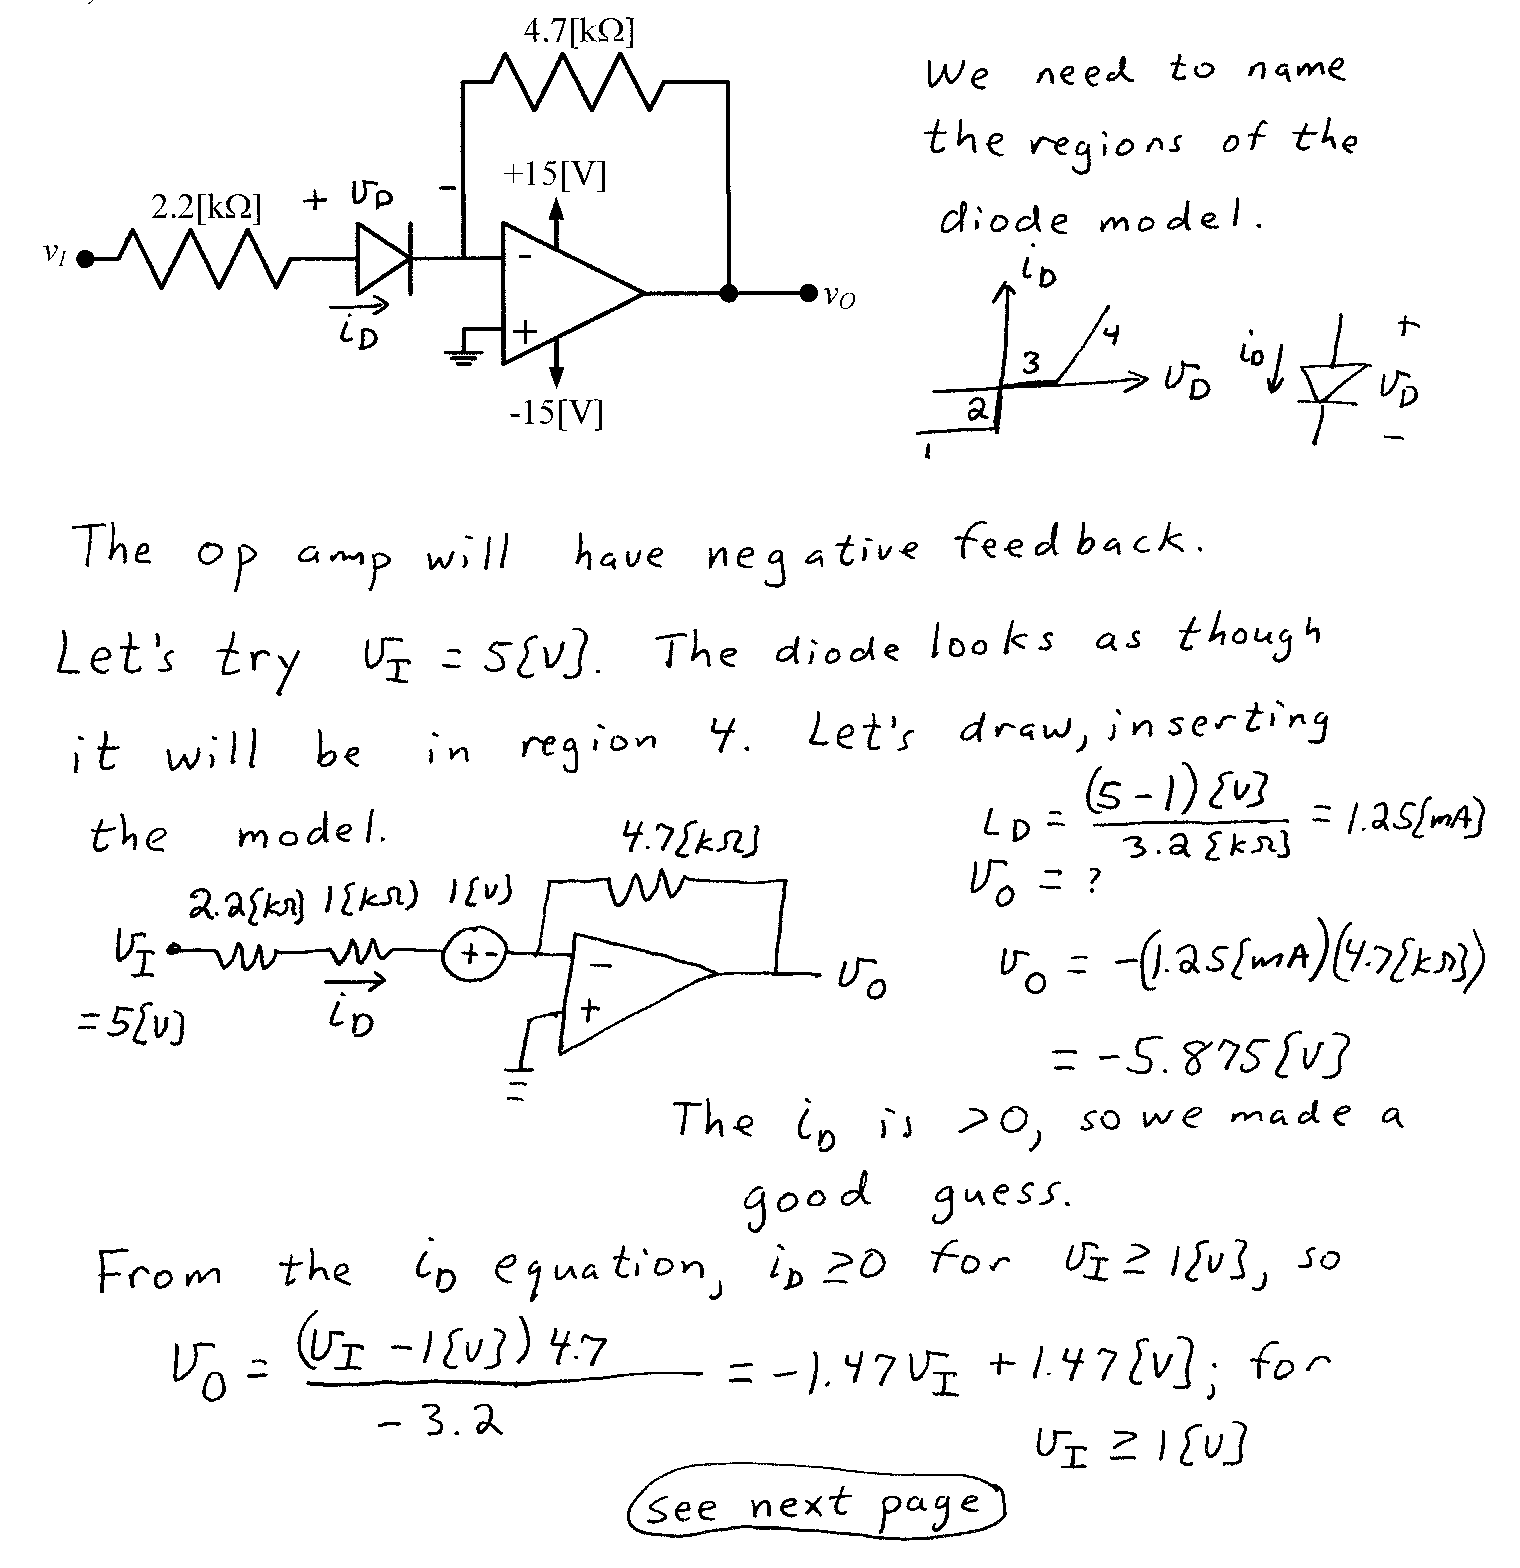 4.7[kΩ]
We need to name
the regions of the
diode model.
+15[V]
2.2[kΩ]
+ vD -
vI
-
+
vO
iD
-15[V]
iD
4
3
vD
2
1
iD
+
vD
-
The op amp will have negative feedback.
Let's try vI = 5{V}. The diode looks as though
it will be in region 4. Let's draw, inserting
the model.
iD = (5-1){V} / 3.2{kΩ} = 1.25{mA}
4.7{kΩ}
vO = ?
2.2{kΩ} 1{kΩ} 1{V}
vI
+ -
-
+
vO
vO = -(1.25{mA})(4.7{kΩ})
= 5{V}
iD
= -5.875{V}
The iD is >0, so we made a
good guess.
From the iD equation, iD ≥ 0 for vI ≥ 1{V}, so
vO = (vI - 1{V}) 4.7 / -3.2 = -1.47 vI + 1.47{V}; for
vI ≥ 1{V}
see next page